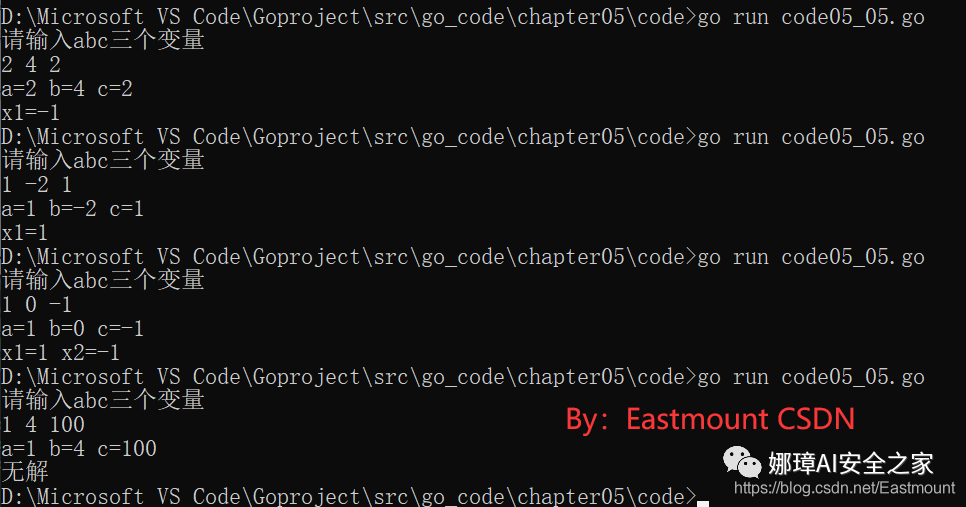 D:\Microsoft VS Code\Goproject\src\go_code\chapter05\code>go run code05_05.go
请输入abc三个变量
2 4 2
a=2 b=4 c=2
x1=-1
D:\Microsoft VS Code\Goproject\src\go_code\chapter05\code>go run code05_05.go
请输入abc三个变量
1 -2 1
a=1 b=-2 c=1
x1=1
D:\Microsoft VS Code\Goproject\src\go_code\chapter05\code>go run code05_05.go
请输入abc三个变量
1 0 -1
a=1 b=0 c=-1
x1=1 x2=-1
D:\Microsoft VS Code\Goproject\src\go_code\chapter05\code>go run code05_05.go
请输入abc三个变量
1 4 100
a=1 b=4 c=100
无解
D:\Microsoft VS Code\Goproject\src\go_code\chapter05\code>
By：Eastmount CSDN
娜璋AI安全之家
https://blog.csdn.net/Eastmount